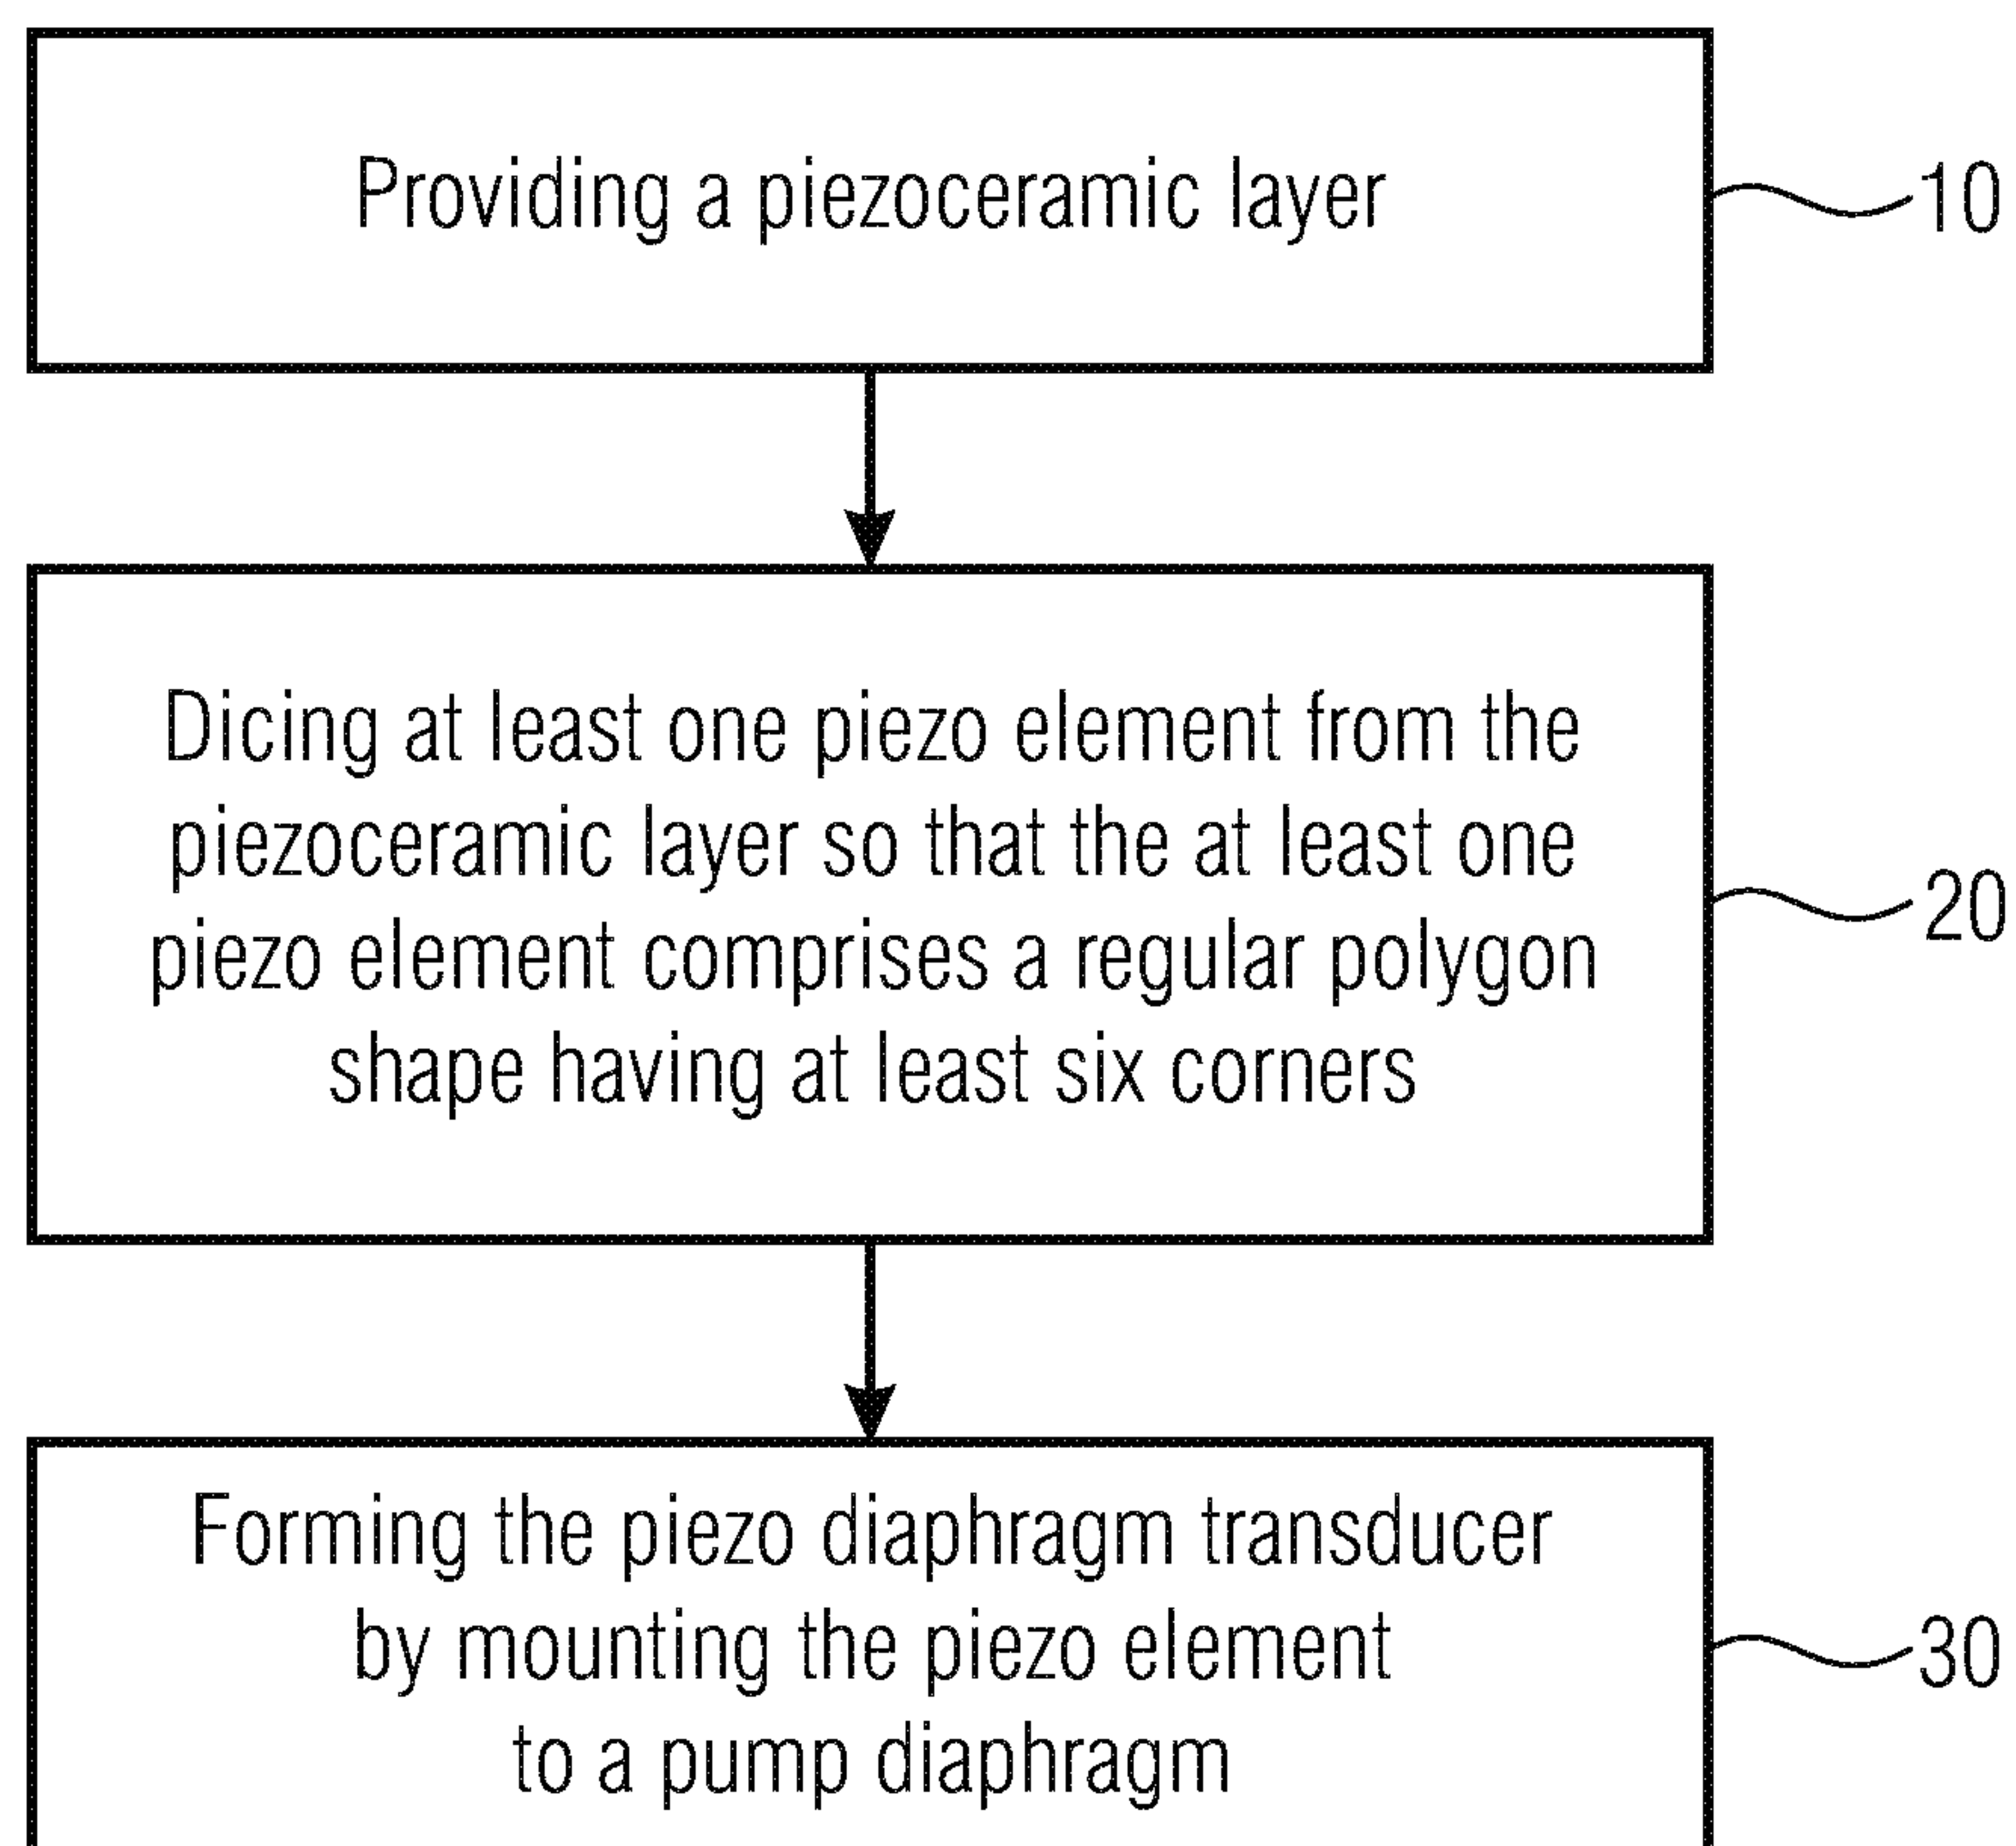 Providing a piezoceramic layer
10
Dicing at least one piezo element from the
piezoceramic layer so that the at least one
piezo element comprises a regular polygon
shape having at least six corners
20
Forming the piezo diaphragm transducer
by mounting the piezo element
to a pump diaphragm
30